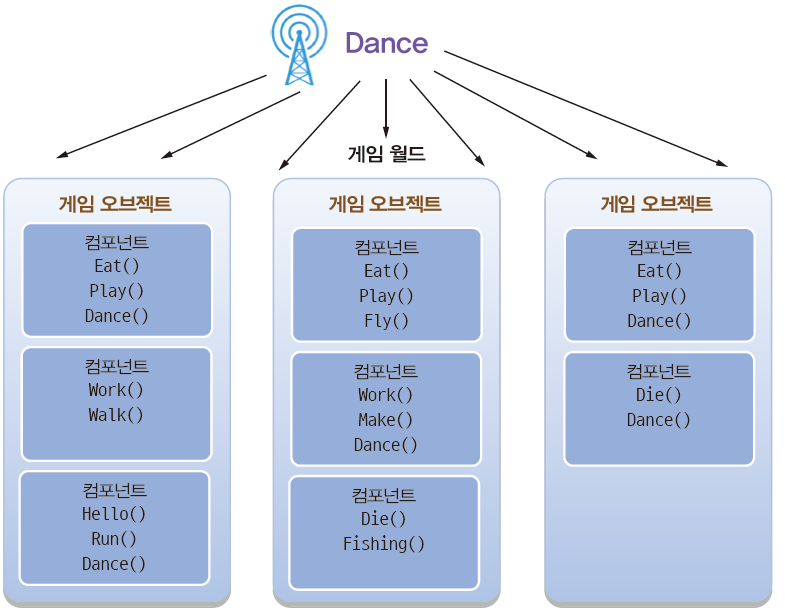 Dance
게임 월드
게임 오브젝트
컴포넌트
Eat()
Play()
Dance()
컴포넌트
Work()
Walk()
컴포넌트
Hello()
Run()
Dance()
게임 오브젝트
컴포넌트
Eat()
Play()
Fly()
컴포넌트
Work()
Make()
Dance()
컴포넌트
Die()
Fishing()
게임 오브젝트
컴포넌트
Eat()
Play()
Dance()
컴포넌트
Die()
Dance()